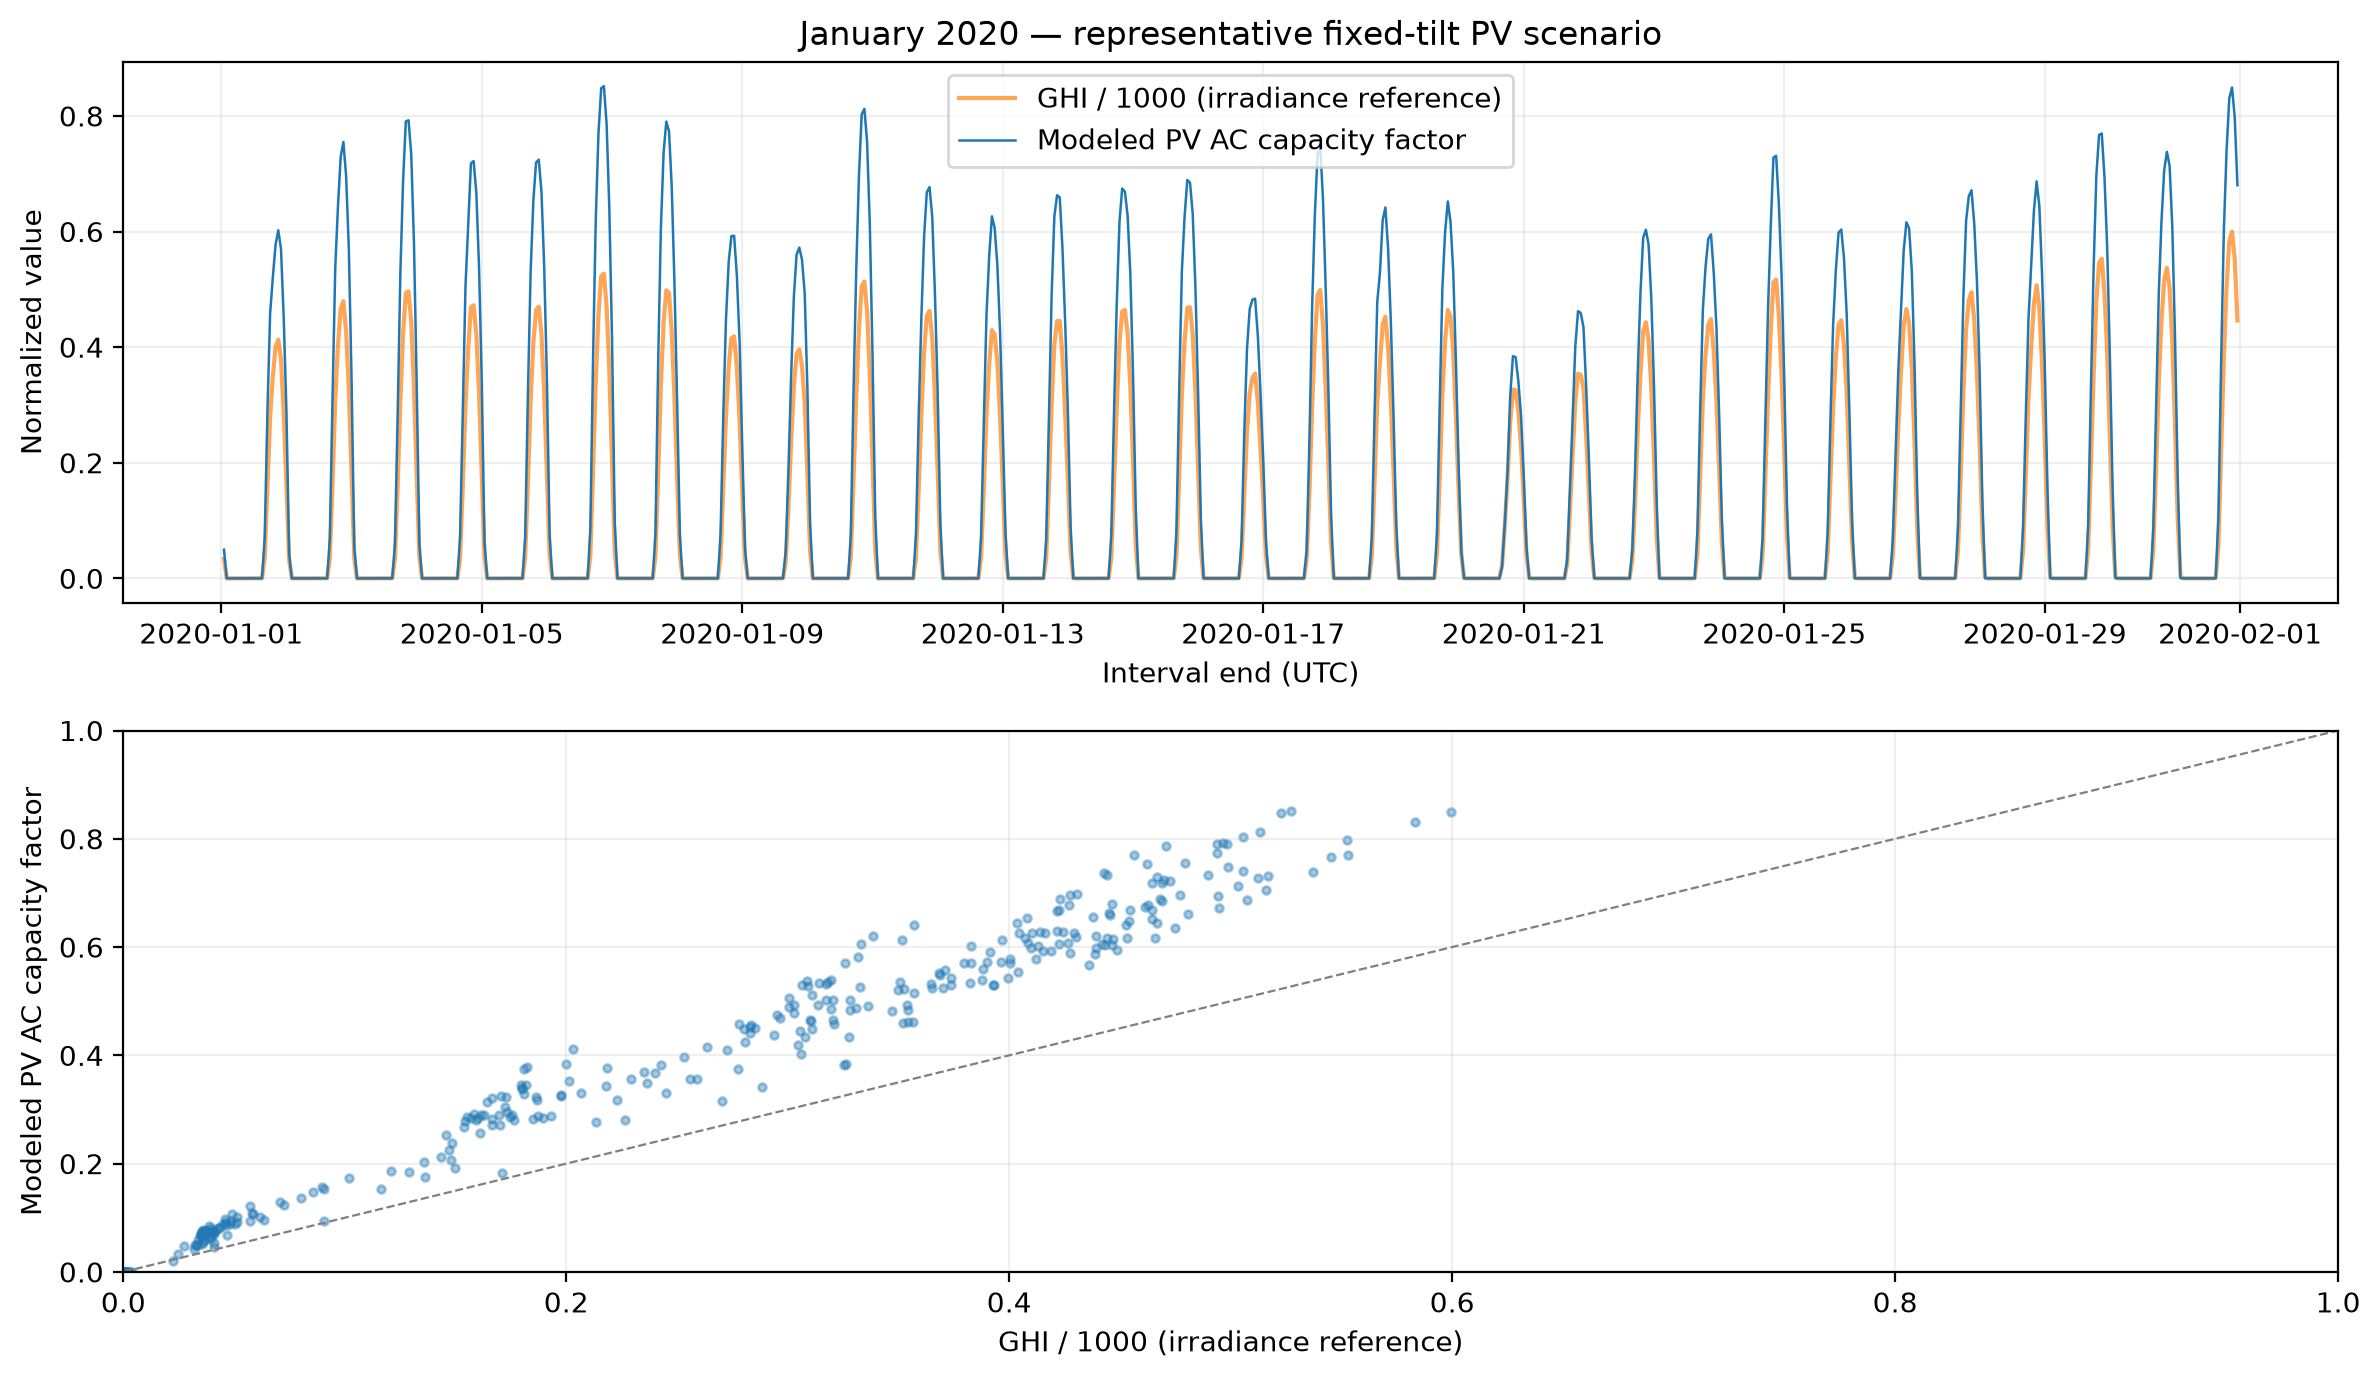 January 2020 — representative fixed-tilt PV scenario
GHI / 1000 (irradiance reference)
Modeled PV AC capacity factor
Normalized value
0.8
0.6
0.4
0.2
0.0
2020-01-01 2020-01-05 2020-01-09 2020-01-13 2020-01-17 2020-01-21 2020-01-25 2020-01-29 2020-02-01
Interval end (UTC)
Modeled PV AC capacity factor
1.0
0.8
0.6
0.4
0.2
0.0
0.0 0.2 0.4 0.6 0.8 1.0
GHI / 1000 (irradiance reference)